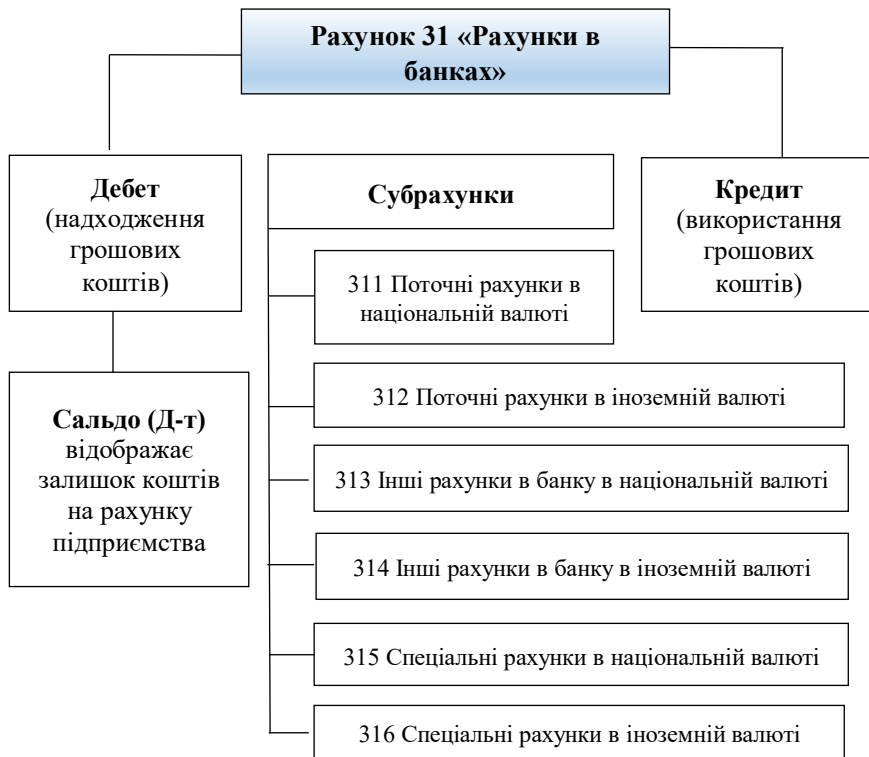 Рахунок 31 «Рахунки в
банках»
Дебет
(надходження
грошових
коштів)
Сальдо (Д-т)
відображає
залишок коштів
на рахунку
підприємства
Субрахунки
311 Поточні рахунки в
національній валюті
312 Поточні рахунки в іноземній валюті
313 Інші рахунки в банку в національній валюті
314 Інші рахунки в банку в іноземній валюті
315 Спеціальні рахунки в національній валюті
316 Спеціальні рахунки в іноземній валюті
Кредит
(використання
грошових
коштів)